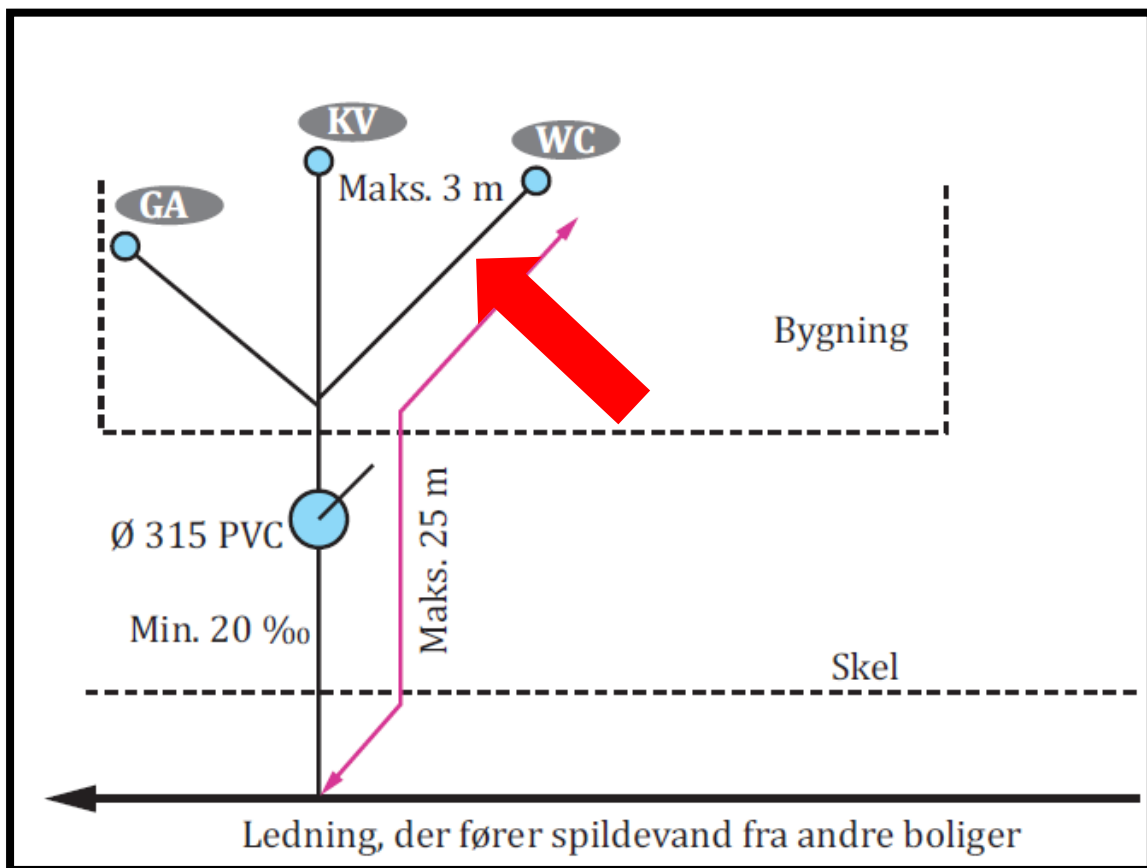 KV
WC
Maks. 3 m
GA
Bygning
Maks. 25 m
Ø 315 PVC
Min. 20 ‰
Skel
Ledning, der fører spildevand fra andre boliger